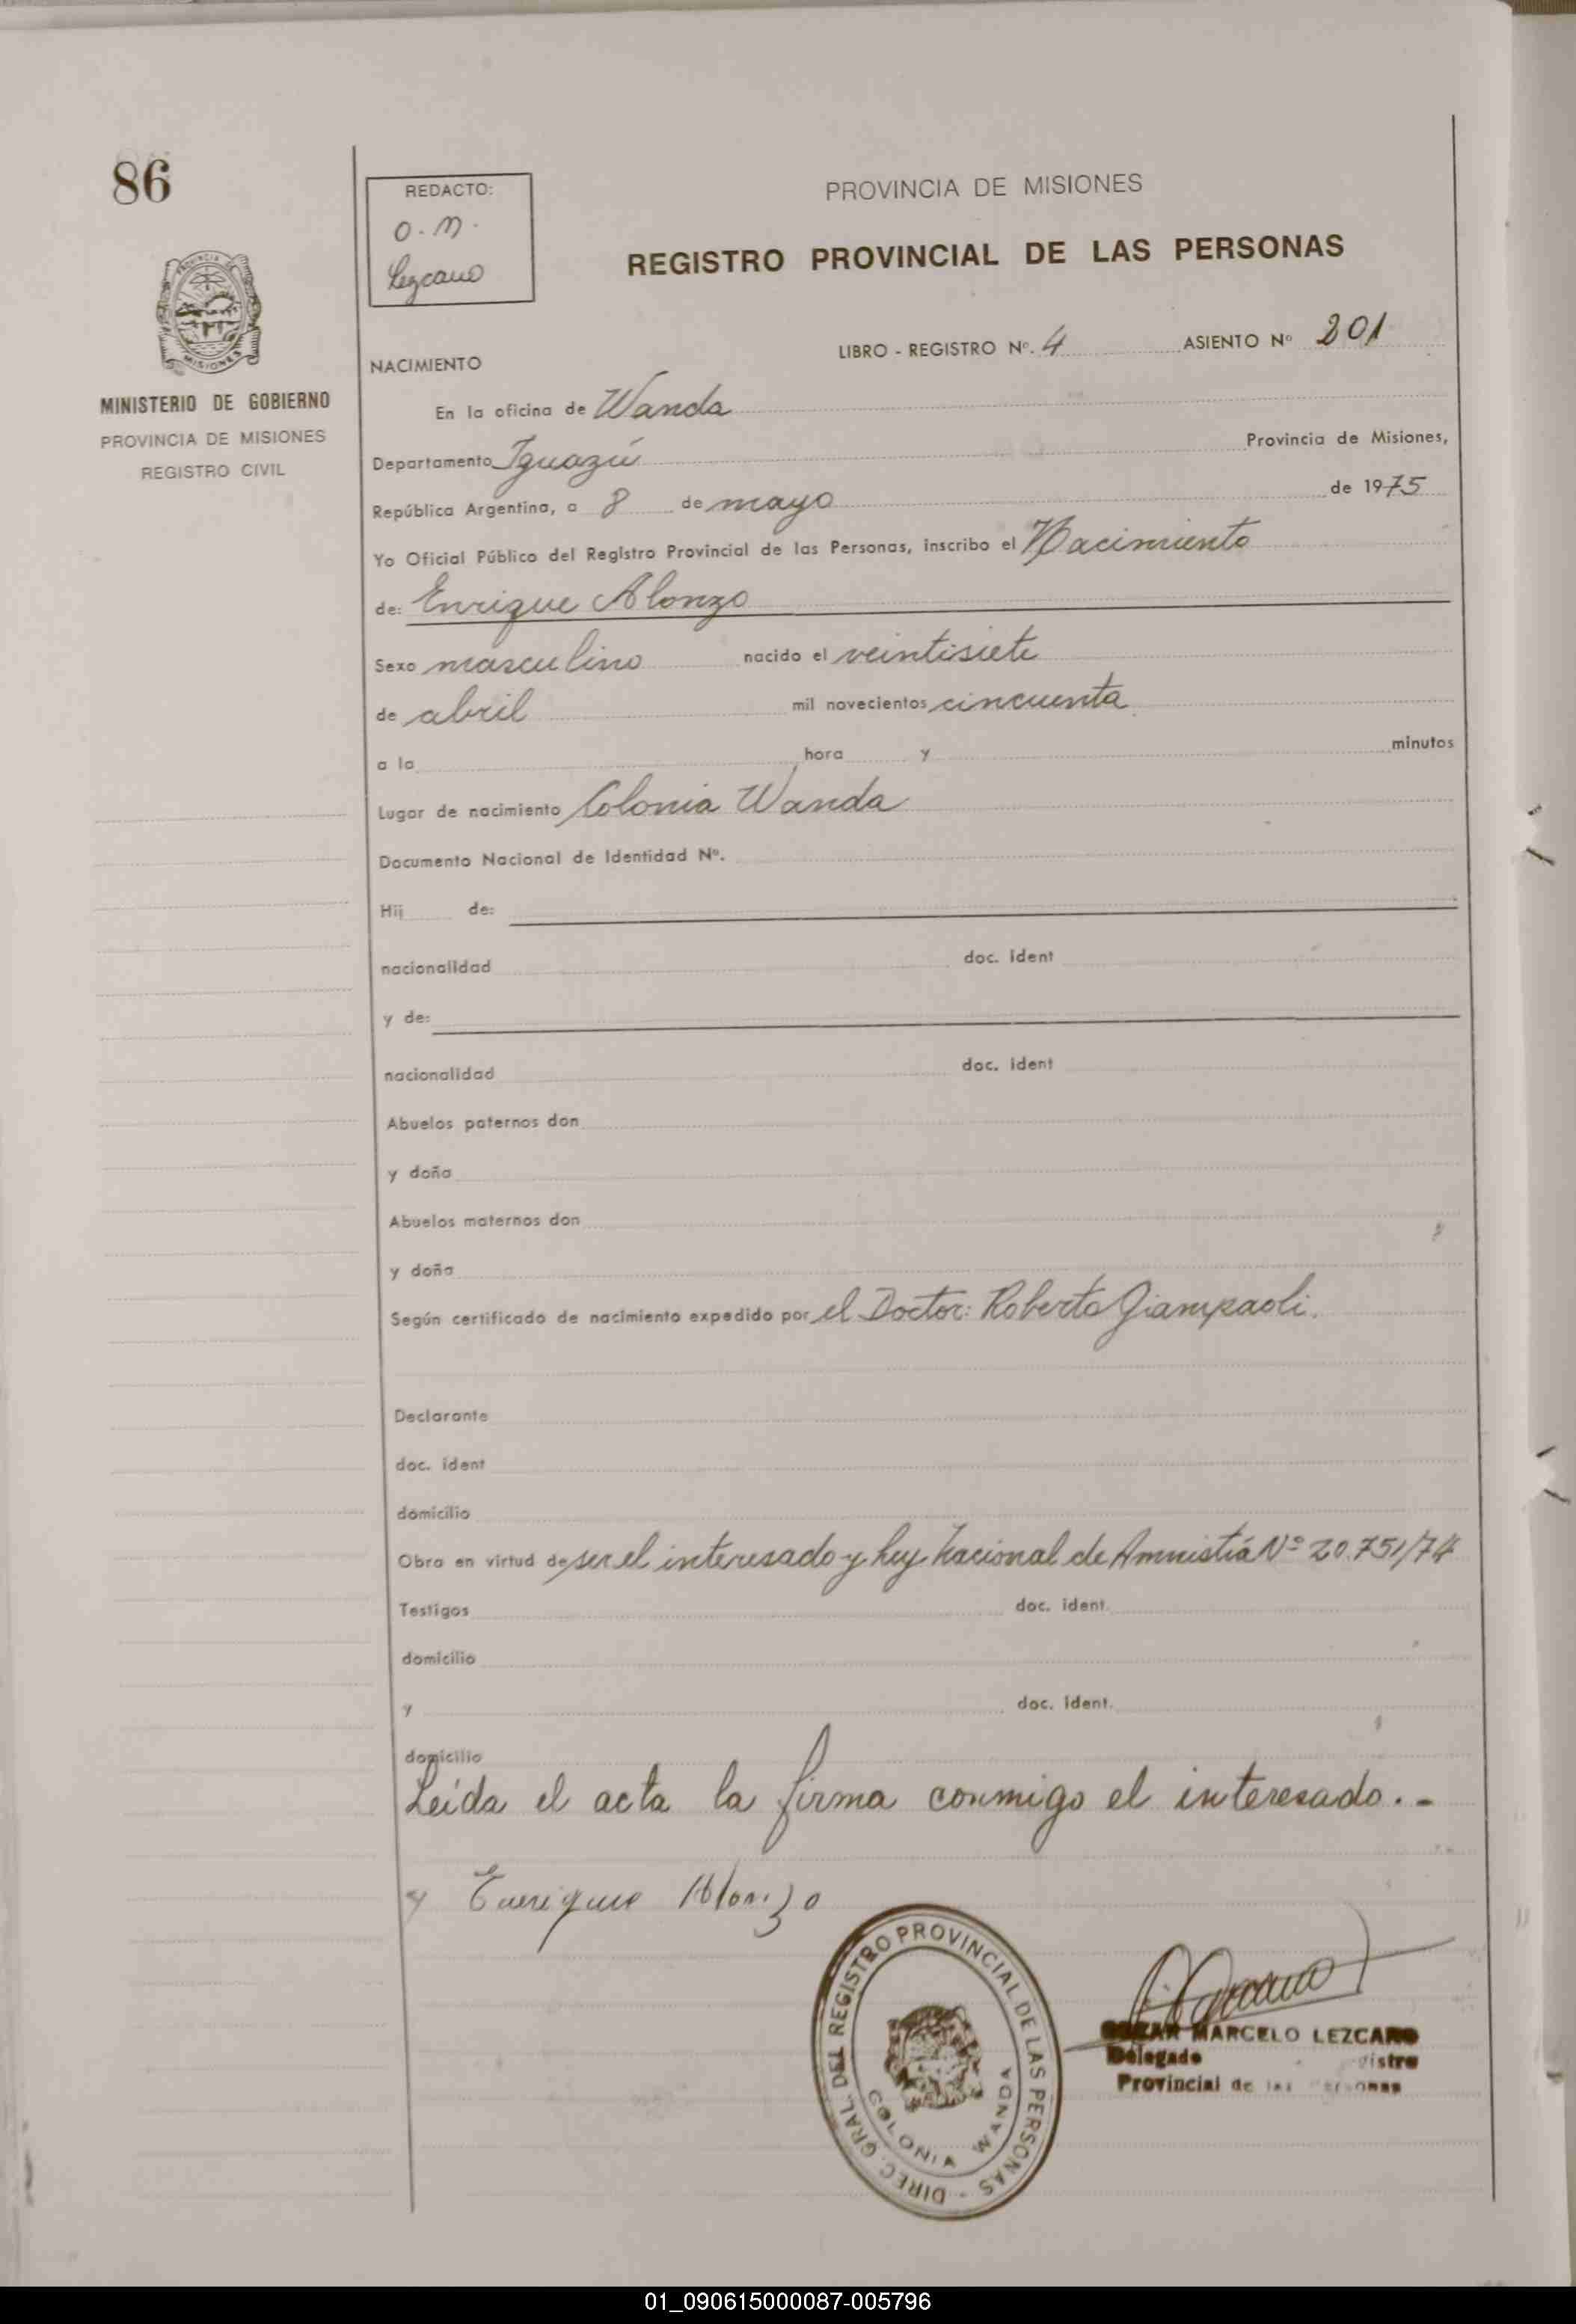 86
REDACTO:
O. M.
Lezcano
PROVINCIA DE MISIONES
REGISTRO PROVINCIAL DE LAS PERSONAS
PROVINCIA DE
MISIONES
MINISTERIO DE GOBIERNO
PROVINCIA DE MISIONES
REGISTRO CIVIL
LIBRO - REGISTRO Nº. 4 ASIENTO Nº 201
NACIMIENTO
En la oficina de Wanda
Departamento Iguazú Provincia de Misiones,
República Argentina, a 8 de mayo de 1975
Yo Oficial Público del Registro Provincial de las Personas, inscribo el Nacimiento
de: Enrique Alonzo
Sexo masculino nacido el veintisiete
de abril mil novecientos cincuenta
a la hora y minutos
Lugar de nacimiento Colonia Wanda
Documento Nacional de Identidad Nº.
Hij de:
nacionalidad doc. ident
y de:
nacionalidad doc. ident
Abuelos paternos don
y doña
Abuelos maternos don
y doña
Según certificado de nacimiento expedido por el Doctor: Roberto Giampaoli.
Declarante
doc. ident
domicilio
Obra en virtud de ser el interesado y Ley Nacional de Amnistía Nº 20.751/74
Testigos doc. ident.
domicilio
y doc. ident.
domicilio
Leída el acta la firma conmigo el interesado.-
Enrique Alonzo
DIREC. GRAL. DEL REGISTRO PROVINCIAL DE LAS PERSONAS -
COLONIA WANDA
MARCELO LEZCANO
Delegado
Provincial de las Personas
01_090615000087-005796